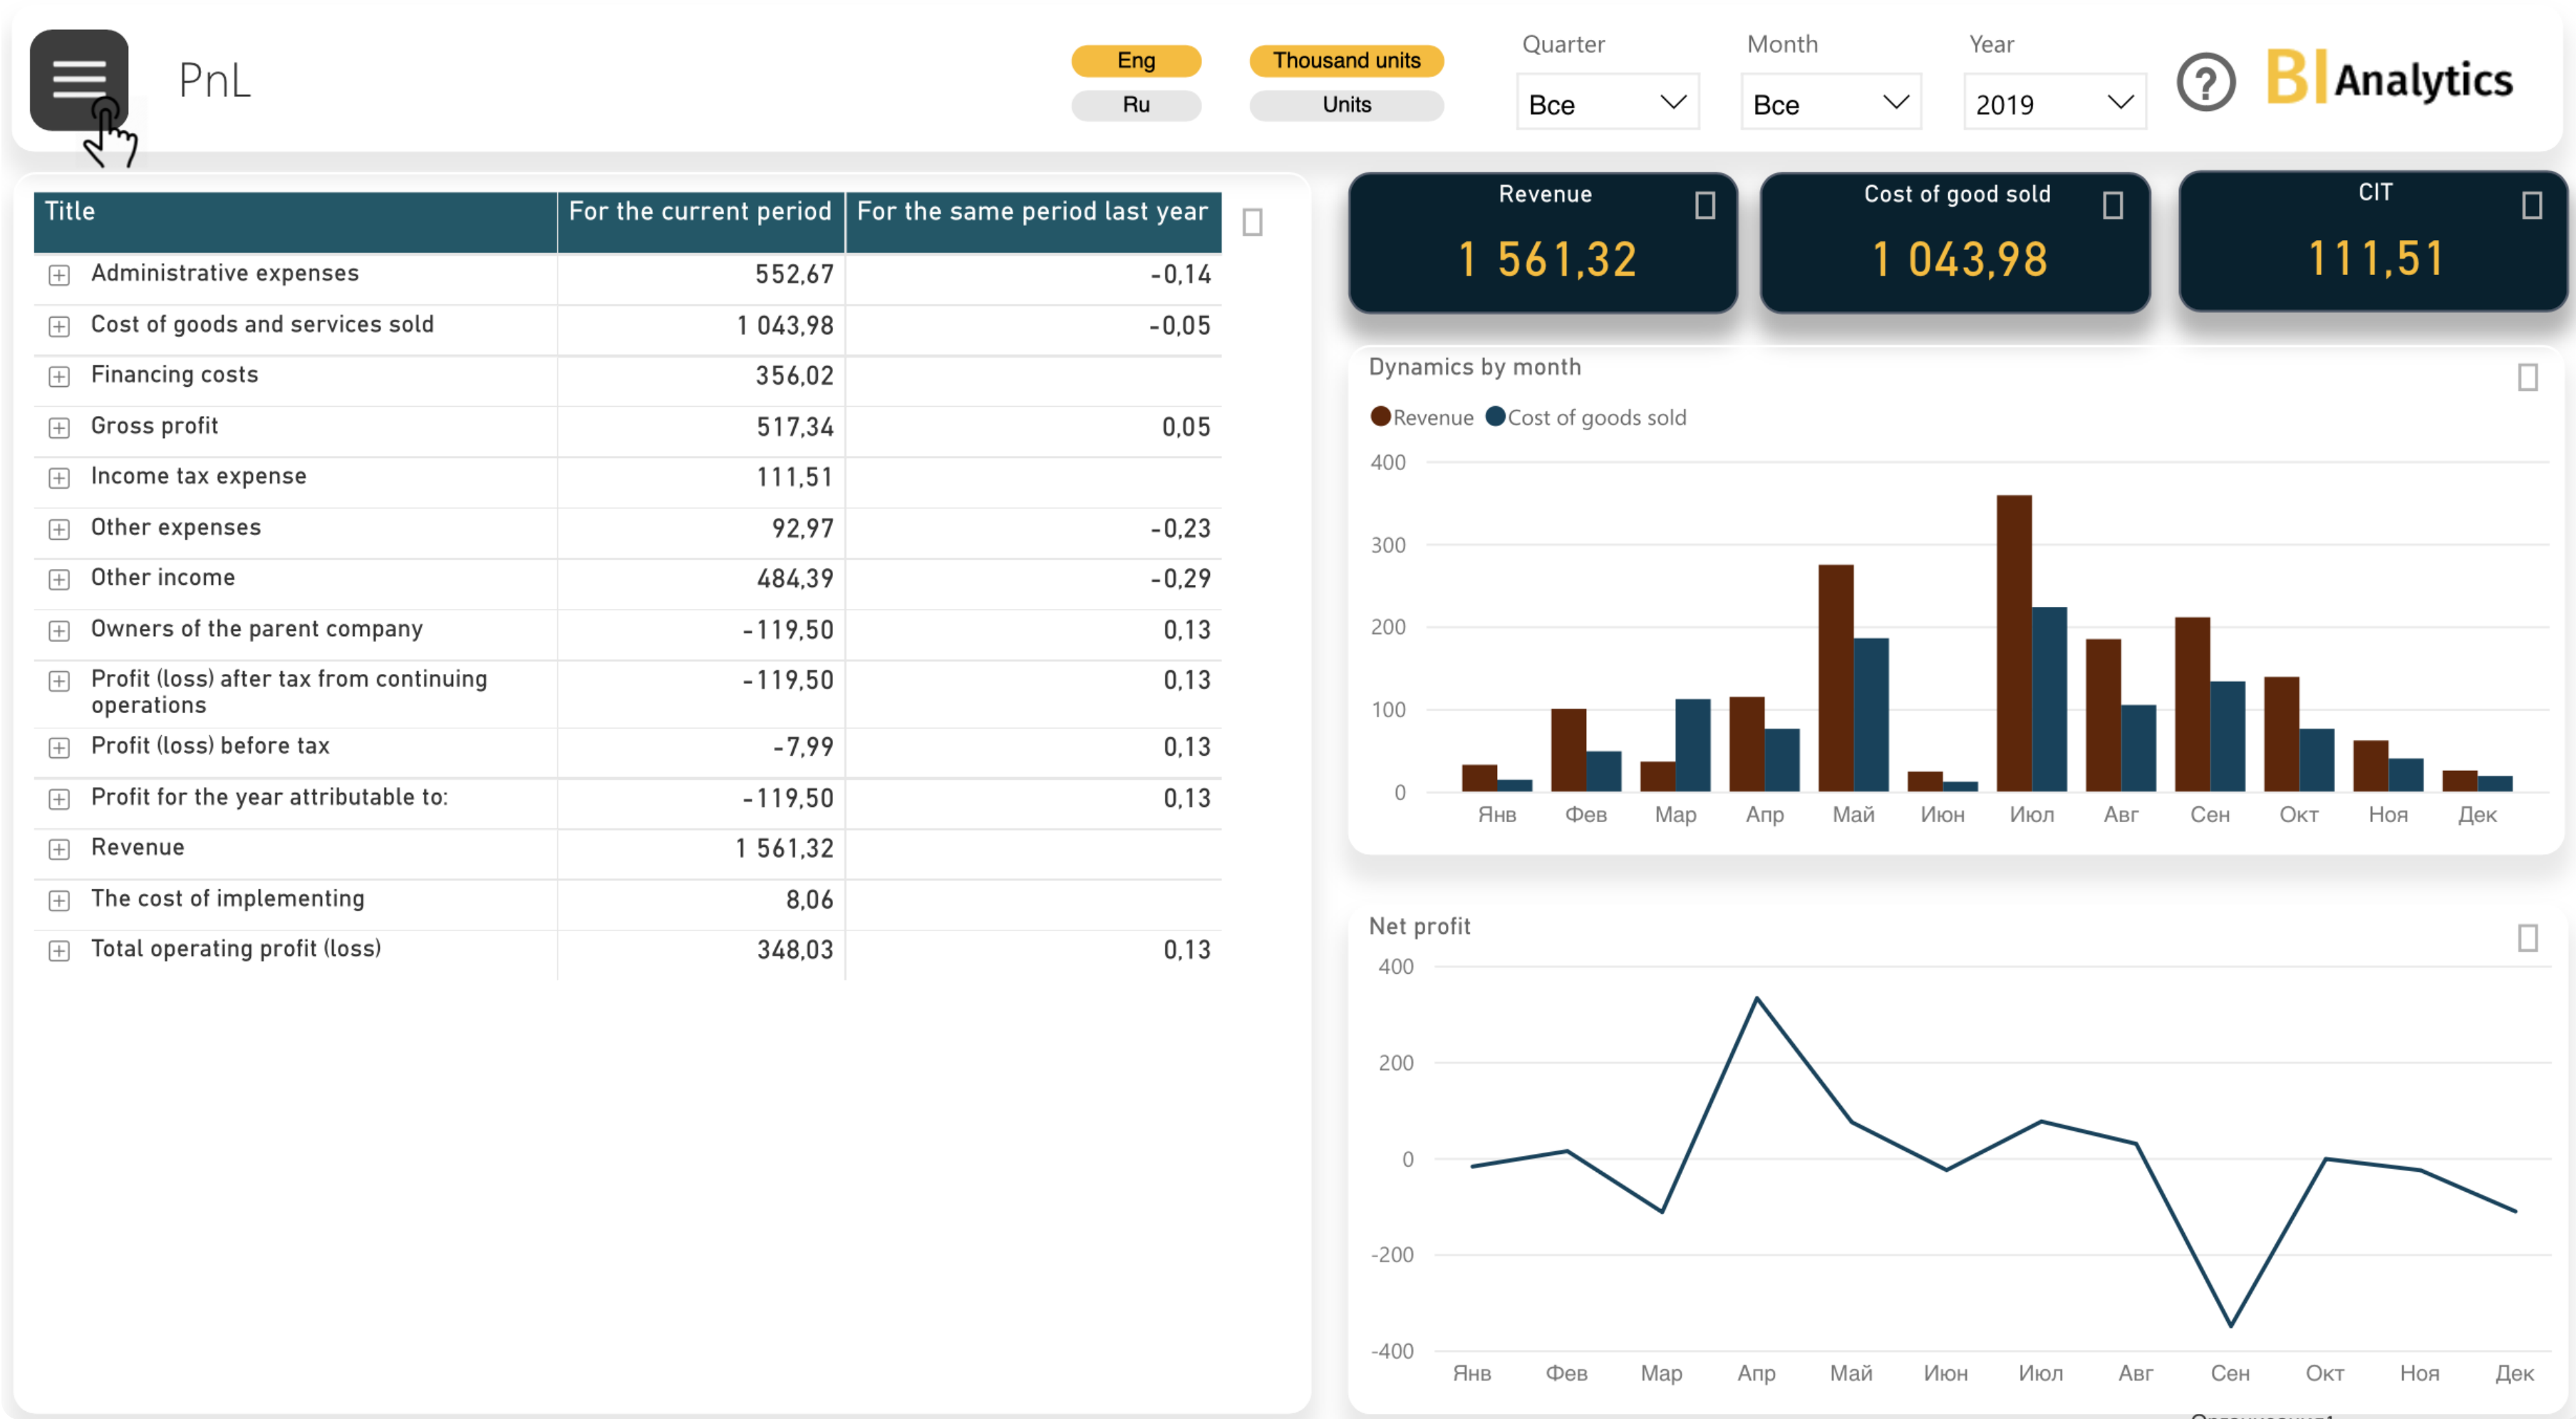 PnL
Eng
Ru
Thousand units
Units
Quarter
Все
Month
Все
Year
2019
?
BI Analytics
Title For the current period For the same period last year
Administrative expenses 552,67 -0,14
Cost of goods and services sold 1 043,98 -0,05
Financing costs 356,02
Gross profit 517,34 0,05
Income tax expense 111,51
Other expenses 92,97 -0,23
Other income 484,39 -0,29
Owners of the parent company -119,50 0,13
Profit (loss) after tax from continuing -119,50 0,13
operations
Profit (loss) before tax -7,99 0,13
Profit for the year attributable to: -119,50 0,13
Revenue 1 561,32
The cost of implementing 8,06
Total operating profit (loss) 348,03 0,13
Revenue
1 561,32
Cost of good sold
1 043,98
CIT
111,51
Dynamics by month
Revenue Cost of goods sold
400
300
200
100
0
Янв Фев Мар Апр Май Июн Июл Авг Сен Окт Ноя Дек
Net profit
400
200
0
-200
-400
Янв Фев Мар Апр Май Июн Июл Авг Сен Окт Ноя Дек